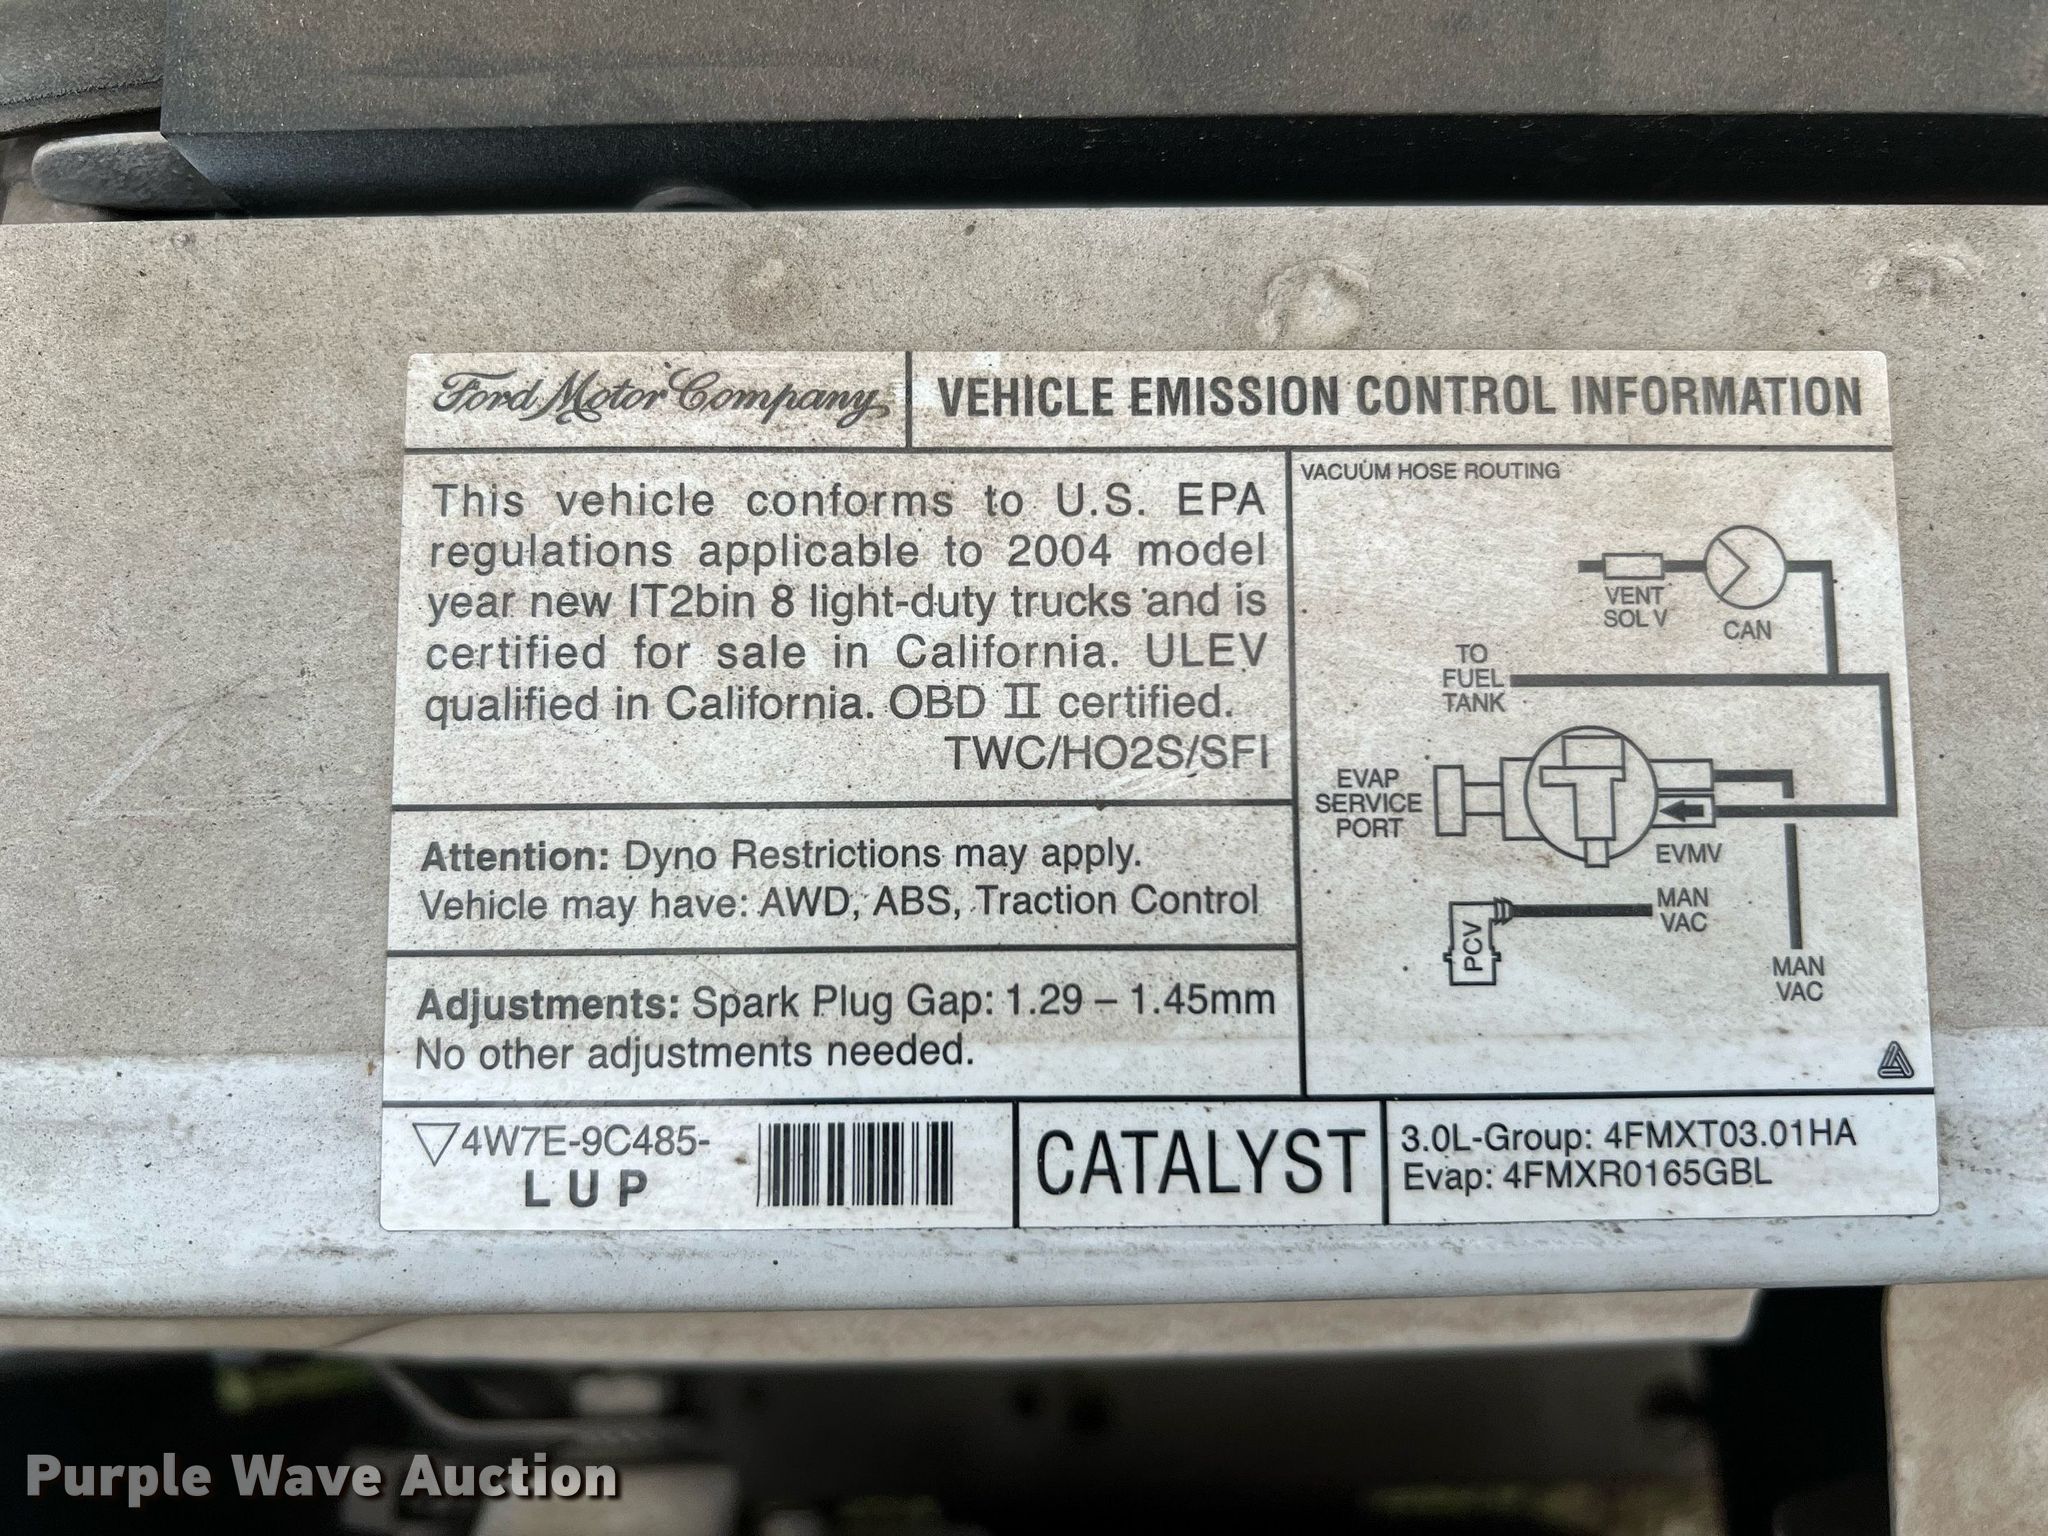 Ford Motor Company
VEHICLE EMISSION CONTROL INFORMATION
This vehicle conforms to U.S. EPA
regulations applicable to 2004 model
year new IT2bin 8 light-duty trucks and is
certified for sale in California. ULEV
qualified in California. OBD II certified.
TWC/HO2S/SFI
Attention: Dyno Restrictions may apply.
Vehicle may have: AWD, ABS, Traction Control
Adjustments: Spark Plug Gap: 1.29 – 1.45mm
No other adjustments needed.
VACUUM HOSE ROUTING
VENT
SOL V
CAN
TO
FUEL
TANK
EVAP
SERVICE
PORT
EVMV
MAN
VAC
PCV
MAN
VAC
4W7E-9C485-
LUP
CATALYST
3.0L-Group: 4FMXT03.01HA
Evap: 4FMXR0165GBL
Purple Wave Auction